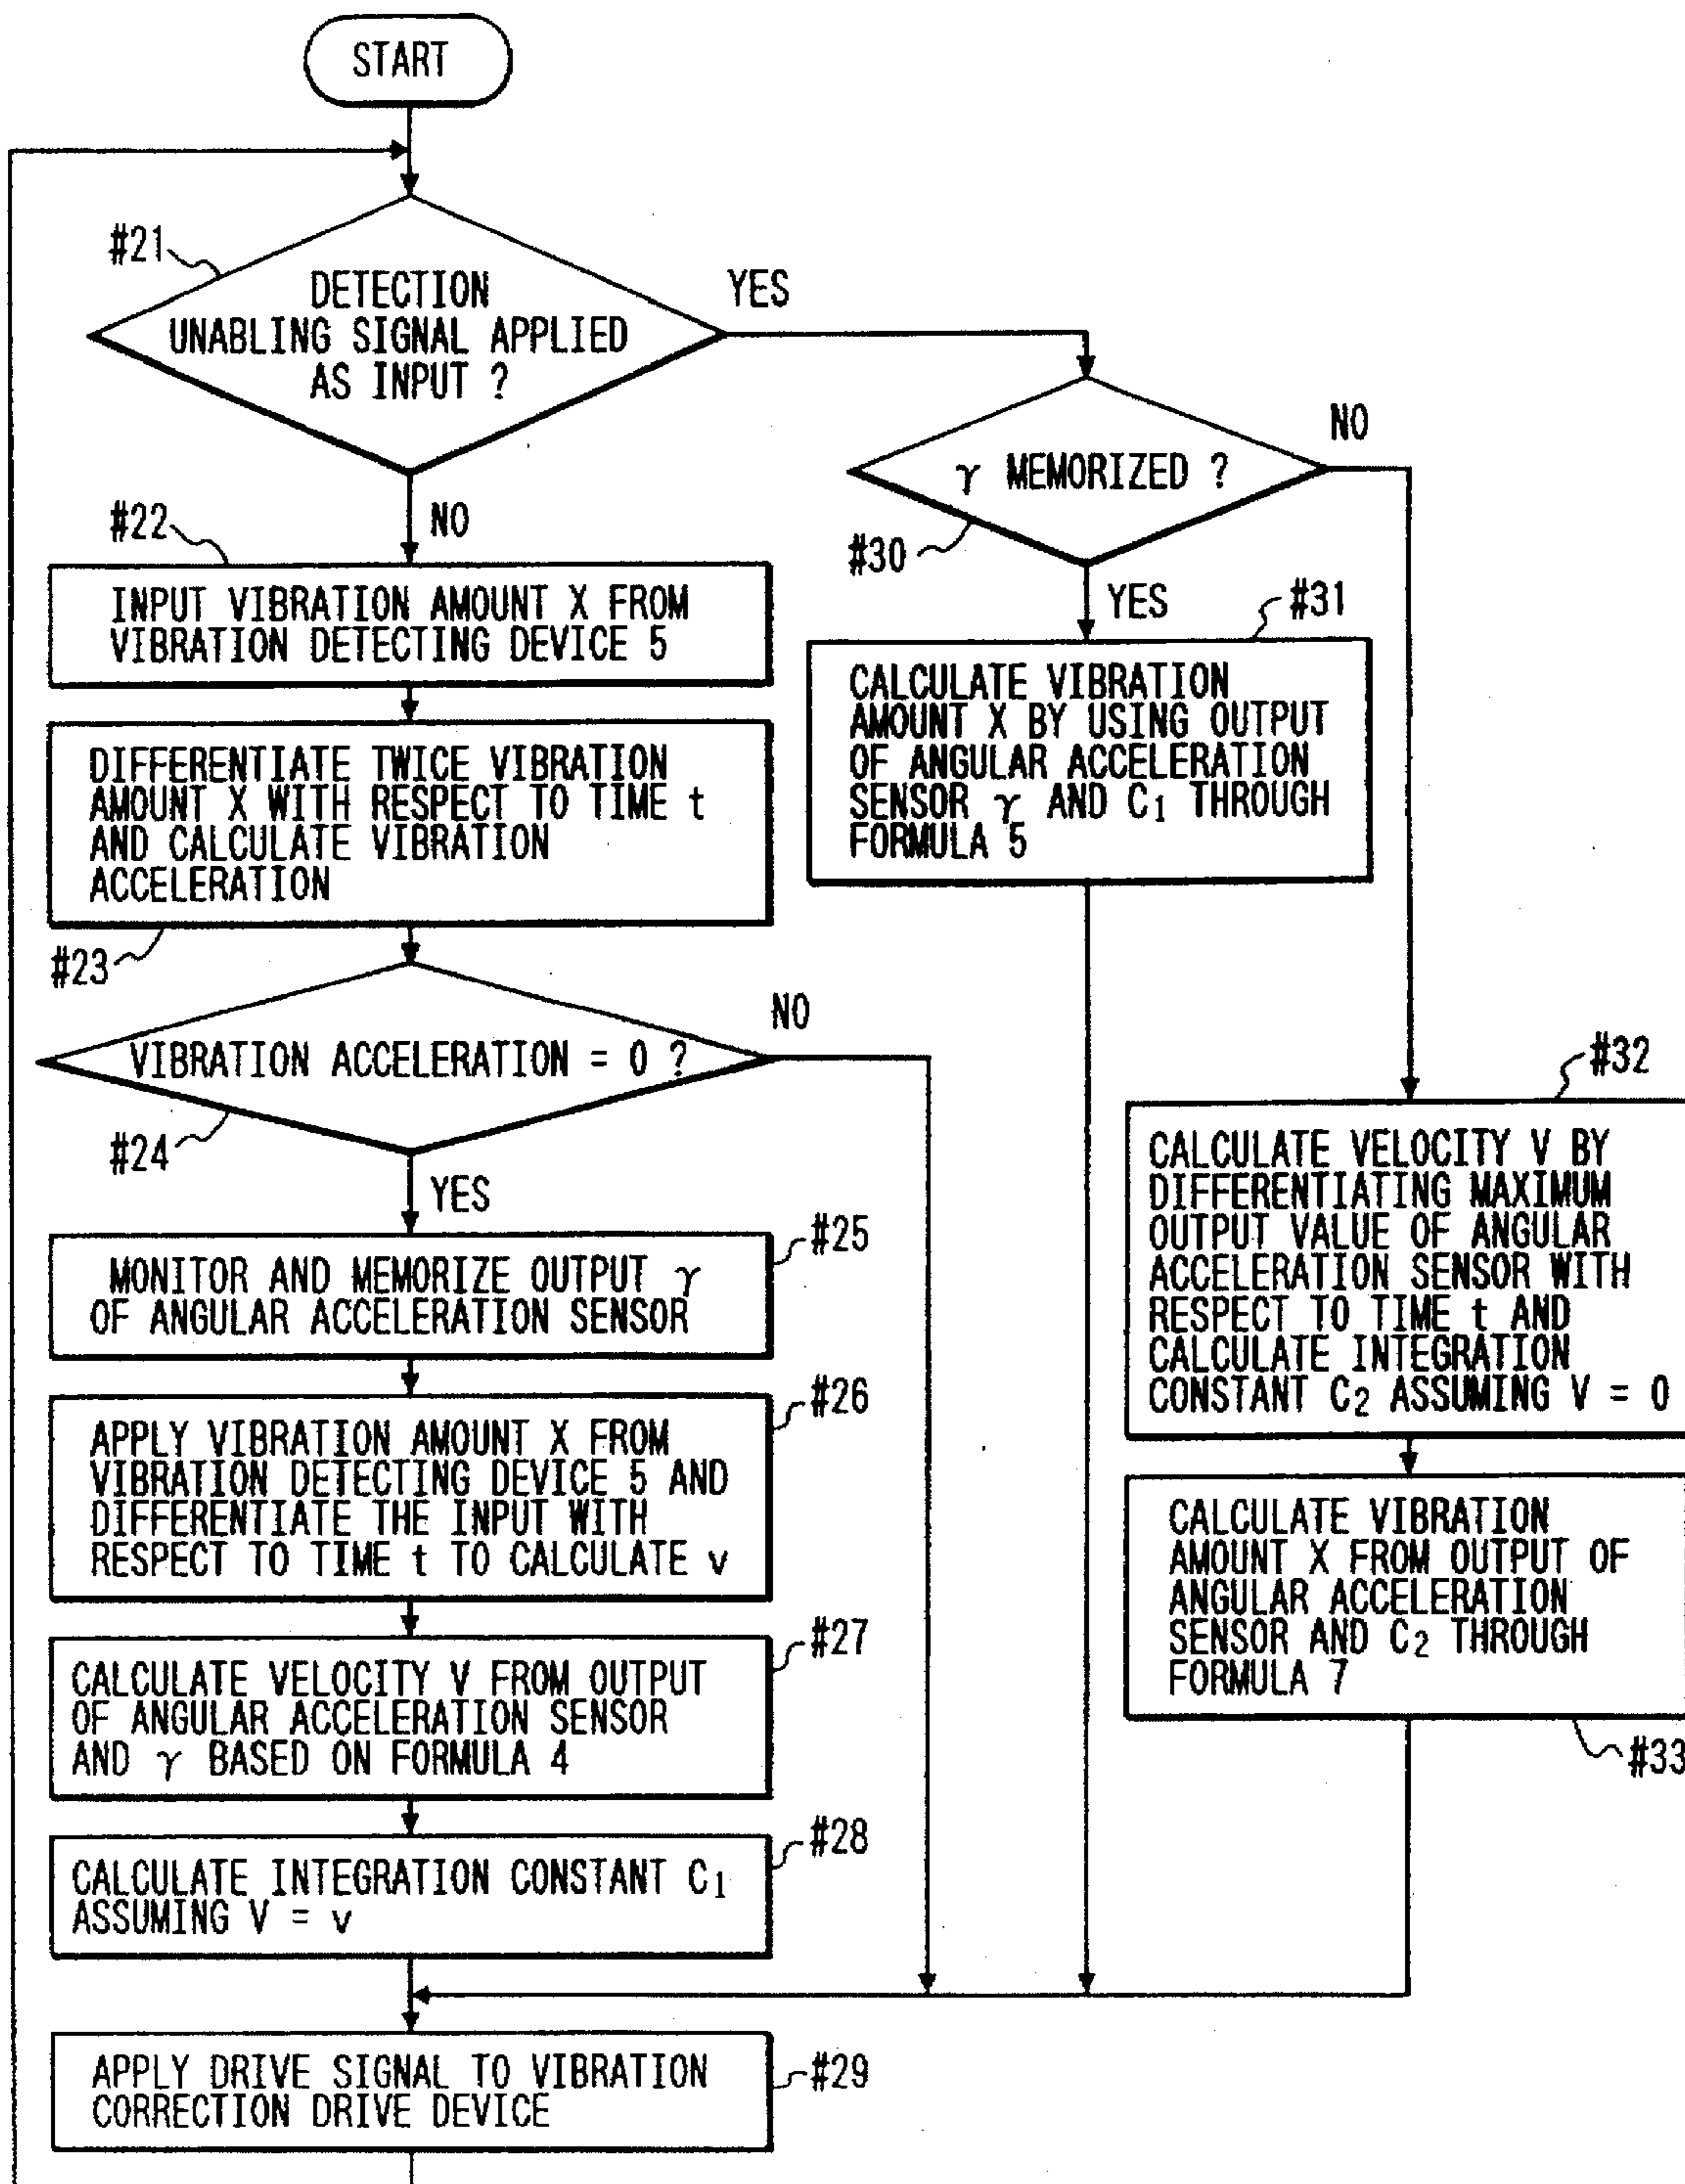 START
#21
DETECTION
UNABLING SIGNAL APPLIED
AS INPUT ?
YES
NO
γ MEMORIZED ?
#30
NO
YES
#22
INPUT VIBRATION AMOUNT X FROM
VIBRATION DETECTING DEVICE 5
#31
CALCULATE VIBRATION
AMOUNT X BY USING OUTPUT
OF ANGULAR ACCELERATION
SENSOR γ AND C1 THROUGH
FORMULA 5
DIFFERENTIATE TWICE VIBRATION
AMOUNT X WITH RESPECT TO TIME t
AND CALCULATE VIBRATION
ACCELERATION
#23
VIBRATION ACCELERATION = 0 ?
#24
NO
YES
#32
CALCULATE VELOCITY V BY
DIFFERENTIATING MAXIMUM
OUTPUT VALUE OF ANGULAR
ACCELERATION SENSOR WITH
RESPECT TO TIME t AND
CALCULATE INTEGRATION
CONSTANT C2 ASSUMING V = 0
#25
MONITOR AND MEMORIZE OUTPUT γ
OF ANGULAR ACCELERATION SENSOR
#26
APPLY VIBRATION AMOUNT X FROM
VIBRATION DETECTING DEVICE 5 AND
DIFFERENTIATE THE INPUT WITH
RESPECT TO TIME t TO CALCULATE v
CALCULATE VIBRATION
AMOUNT X FROM OUTPUT OF
ANGULAR ACCELERATION
SENSOR AND C2 THROUGH
FORMULA 7
#33
#27
CALCULATE VELOCITY V FROM OUTPUT
OF ANGULAR ACCELERATION SENSOR
AND γ BASED ON FORMULA 4
#28
CALCULATE INTEGRATION CONSTANT C1
ASSUMING V = v
#29
APPLY DRIVE SIGNAL TO VIBRATION
CORRECTION DRIVE DEVICE